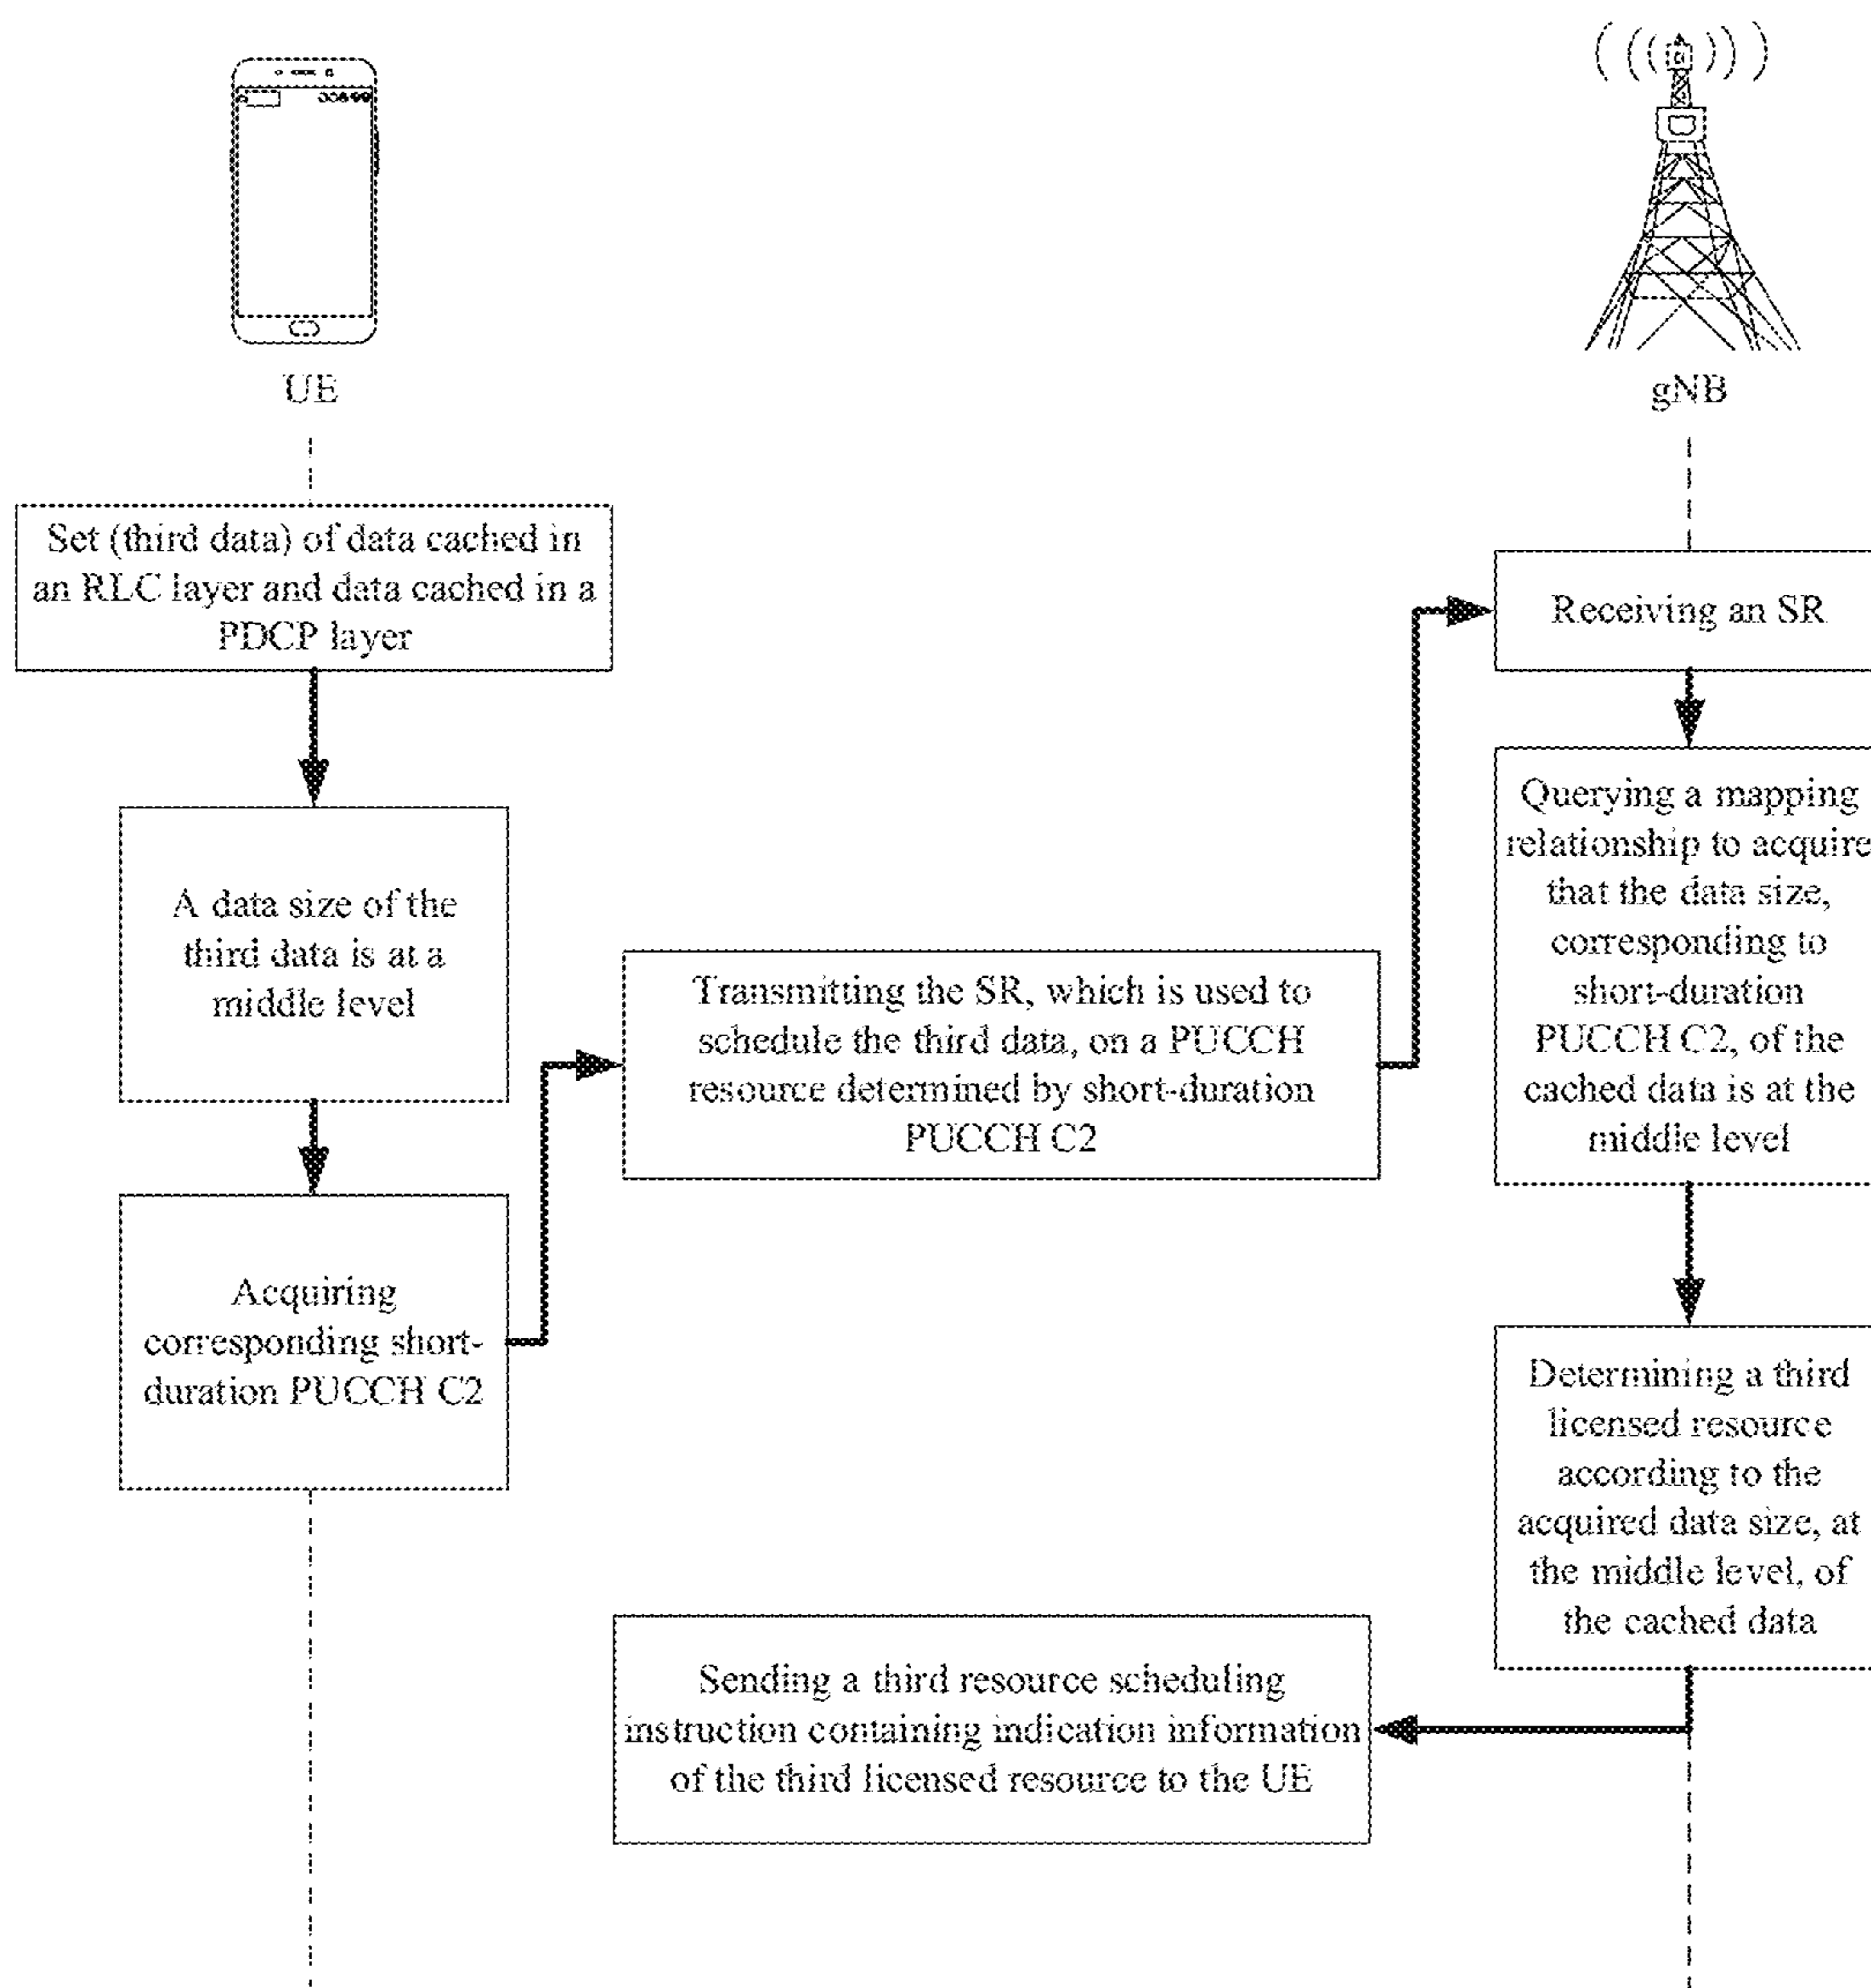 UE
gNB
Set (third data) of data cached in
an RLC layer and data cached in a
PDCP layer
A data size of the
third data is at a
middle level
Acquiring
corresponding short-
duration PUCCH C2
Transmitting the SR, which is used to
schedule the third data, on a PUCCH
resource determined by short-duration
PUCCH C2
Receiving an SR
Querying a mapping
relationship to acquire
that the data size,
corresponding to
short-duration
PUCCH C2, of the
cached data is at the
middle level
Determining a third
licensed resource
according to the
acquired data size, at
the middle level, of
the cached data
Sending a third resource scheduling
instruction containing indication information
of the third licensed resource to the UE